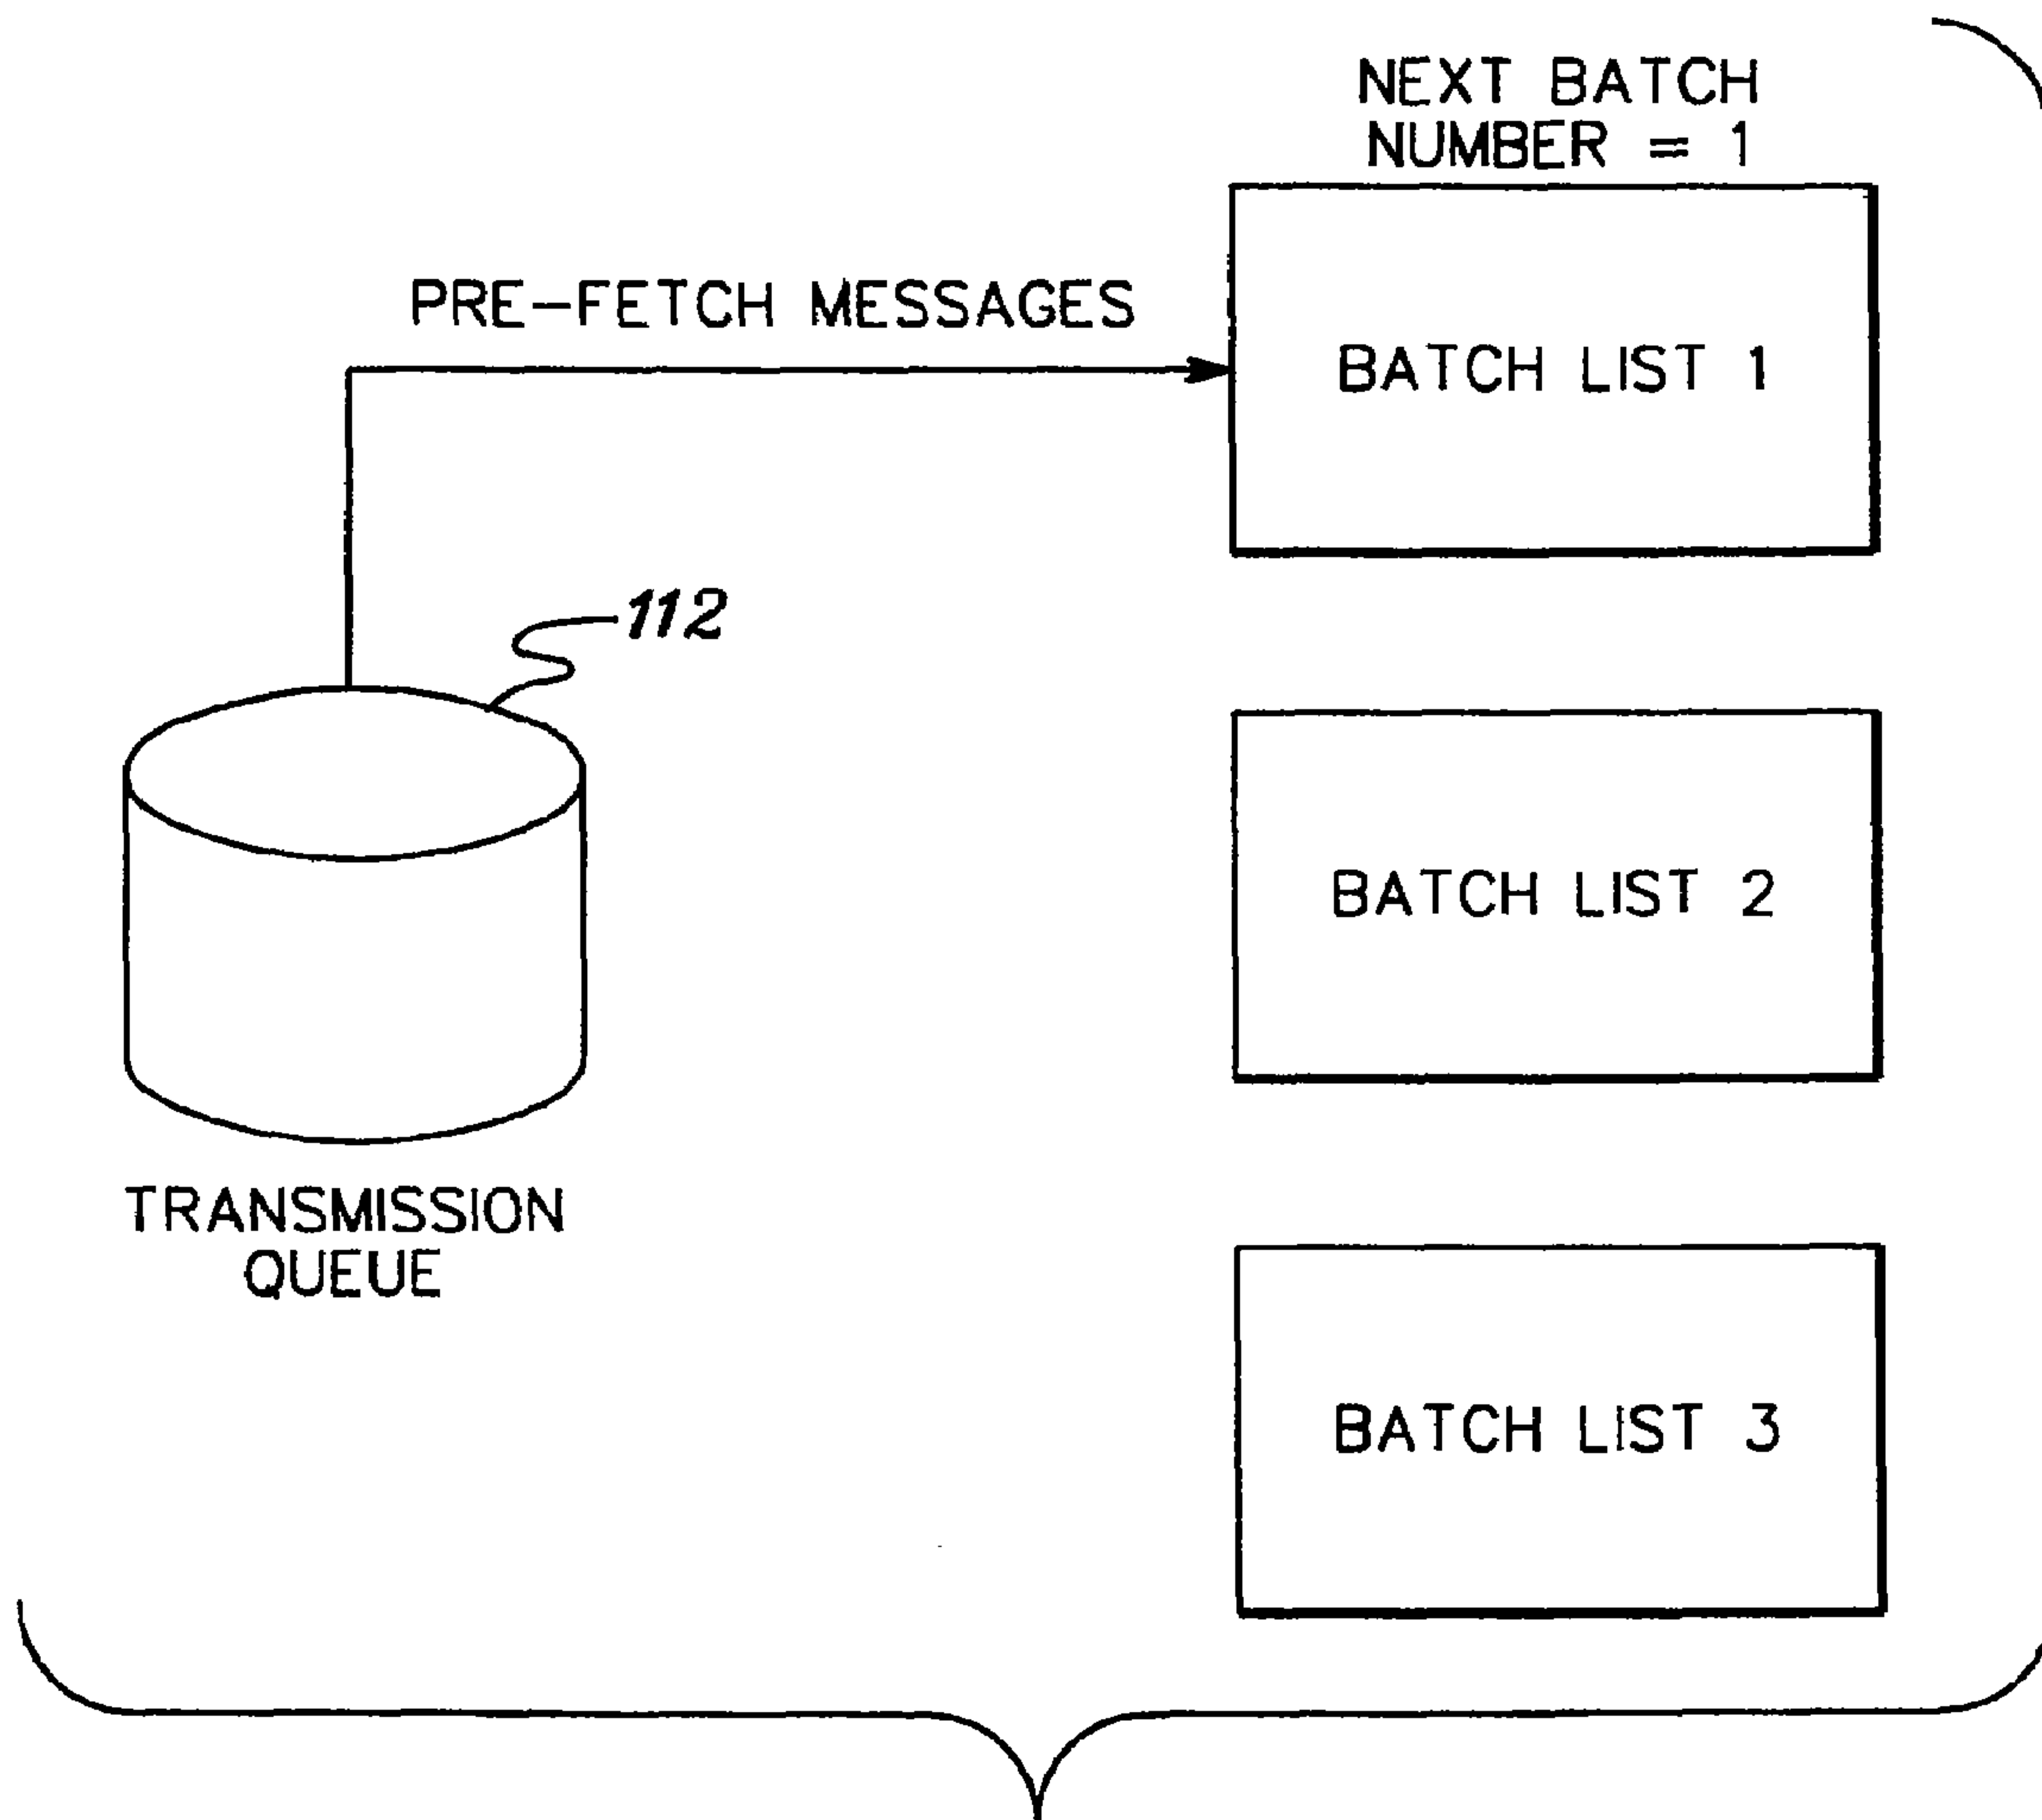 NEXT BATCH
NUMBER = 1
PRE-FETCH MESSAGES
BATCH LIST 1
112
BATCH LIST 2
TRANSMISSION
QUEUE
BATCH LIST 3